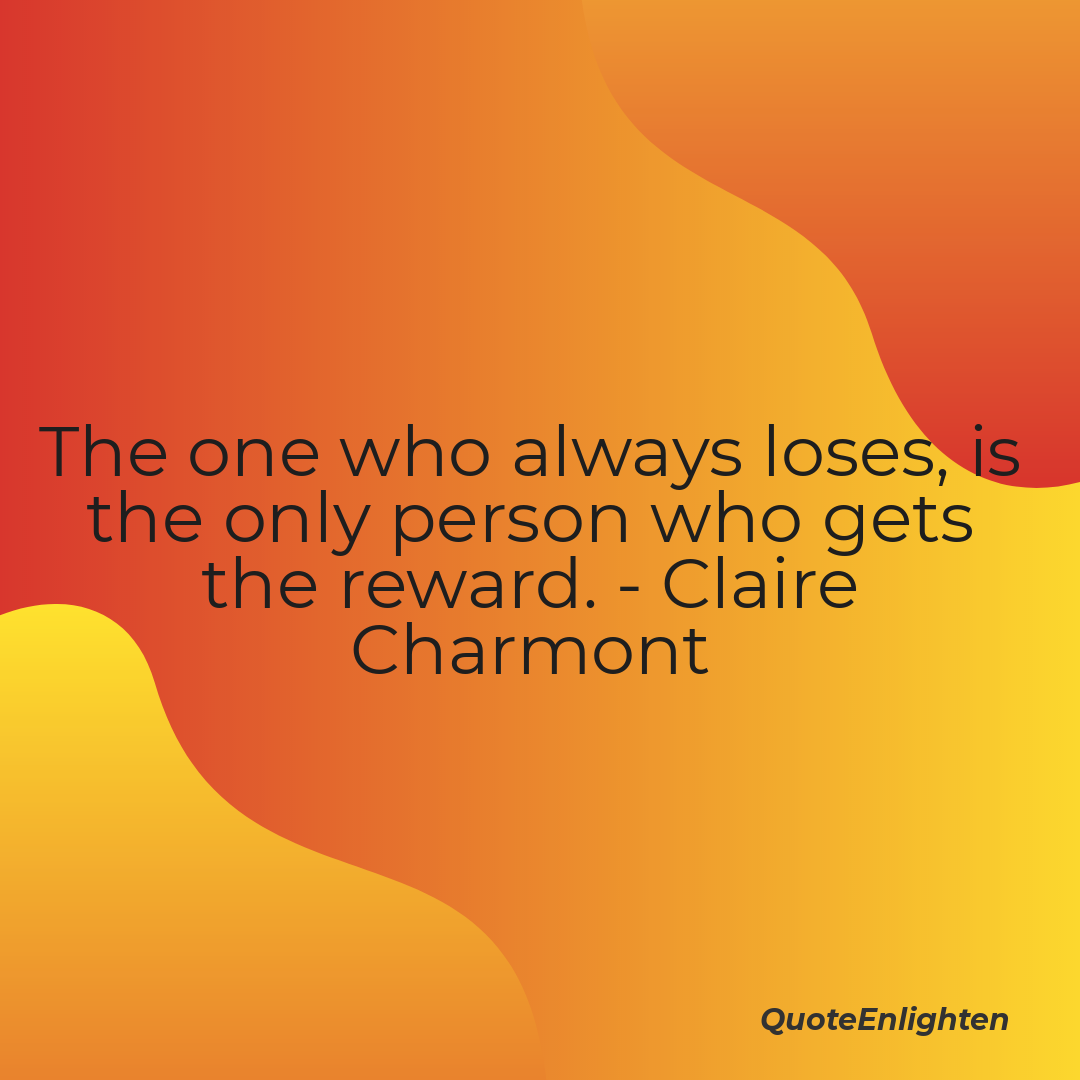 The one who always loses, is
the only person who gets
the reward. - Claire
Charmont
QuoteEnlighten